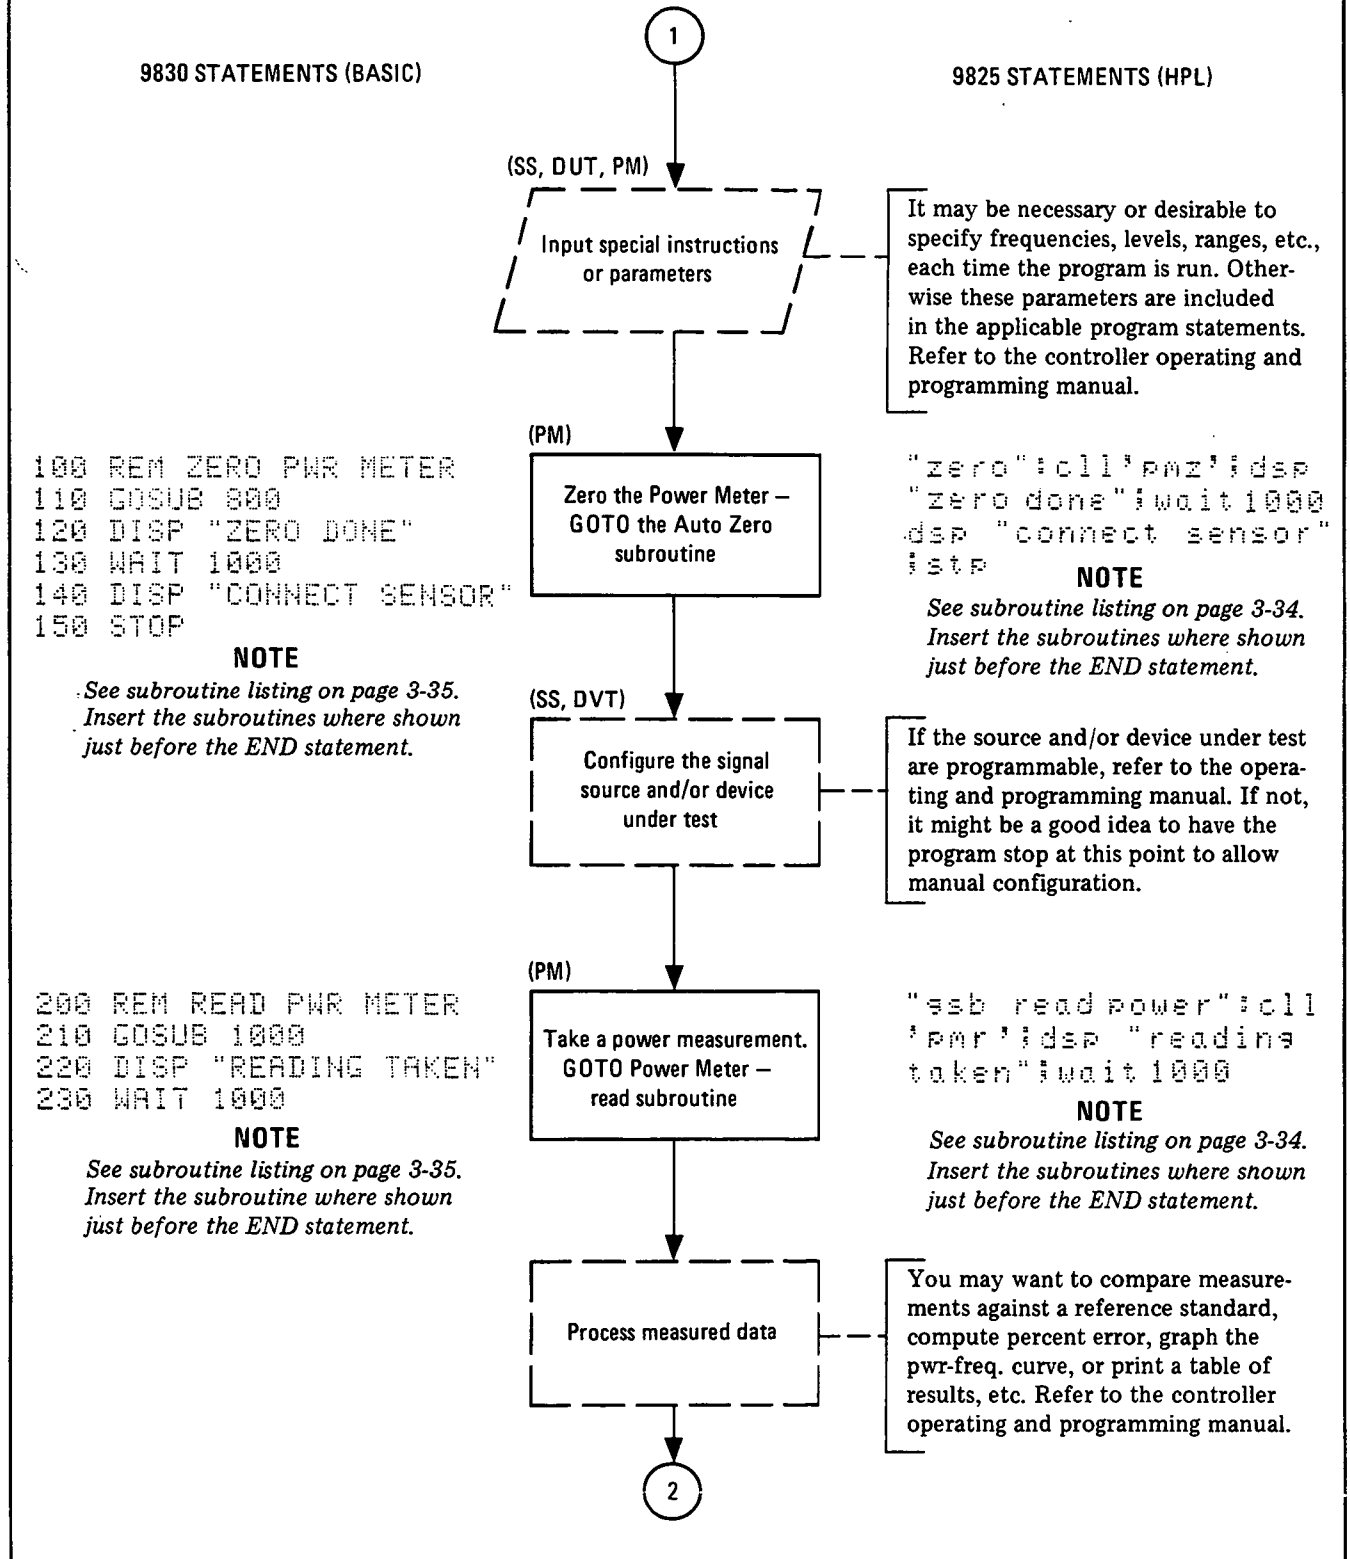 1
9830 STATEMENTS (BASIC)
9825 STATEMENTS (HPL)
(SS, DUT, PM)
Input special instructions
or parameters
It may be necessary or desirable to
specify frequencies, levels, ranges, etc.,
each time the program is run. Other-
wise these parameters are included
in the applicable program statements.
Refer to the controller operating and
programming manual.
(PM)
100 REM ZERO PWR METER
110 GOSUB 800
120 DISP "ZERO DONE"
130 WAIT 1000
140 DISP "CONNECT SENSOR"
150 STOP
NOTE
See subroutine listing on page 3-35.
Insert the subroutines where shown
just before the END statement.
Zero the Power Meter –
GOTO the Auto Zero
subroutine
"zero":cll'pmz';dsp
"zero done";wait 1000
dsp "connect sensor"
;stp
NOTE
See subroutine listing on page 3-34.
Insert the subroutines where shown
just before the END statement.
(SS, DVT)
Configure the signal
source and/or device
under test
If the source and/or device under test
are programmable, refer to the opera-
ting and programming manual. If not,
it might be a good idea to have the
program stop at this point to allow
manual configuration.
(PM)
200 REM READ PWR METER
210 GOSUB 1000
220 DISP "READING TAKEN"
230 WAIT 1000
NOTE
See subroutine listing on page 3-35.
Insert the subroutine where shown
just before the END statement.
Take a power measurement.
GOTO Power Meter –
read subroutine
"gsb read power":cll
'pmr';dsp "reading
taken";wait 1000
NOTE
See subroutine listing on page 3-34.
Insert the subroutines where shown
just before the END statement.
Process measured data
You may want to compare measure-
ments against a reference standard,
compute percent error, graph the
pwr-freq. curve, or print a table of
results, etc. Refer to the controller
operating and programming manual.
2